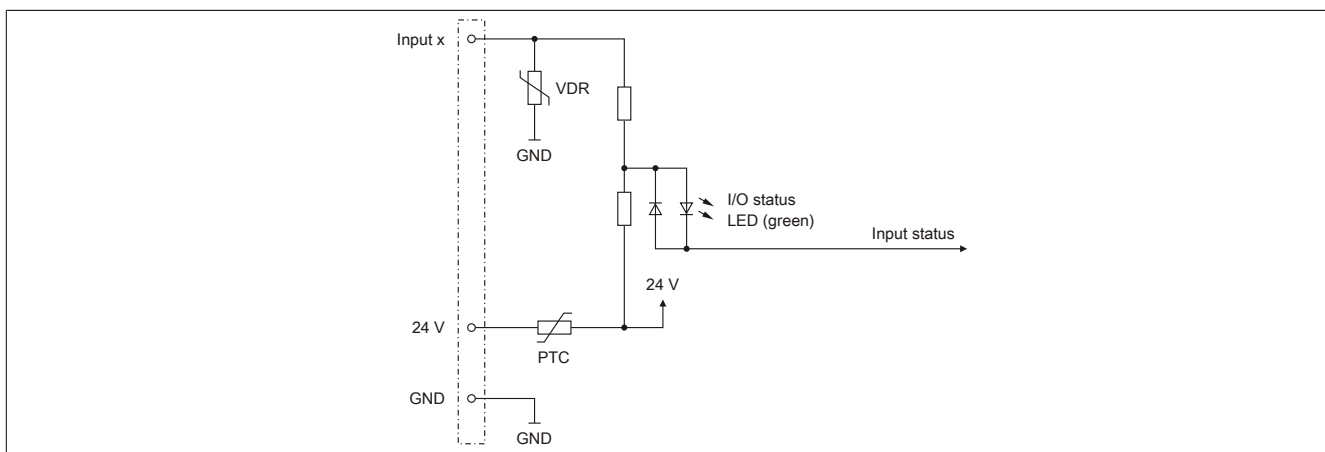 Input x
VDR
GND
I/O status
LED (green)
Input status
24 V
24 V
PTC
GND
GND